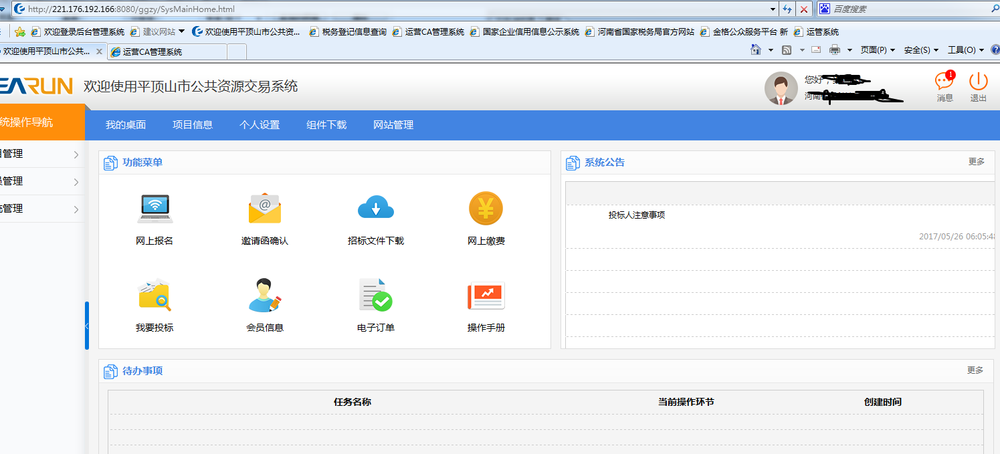 http://221.176.192.166:8080/ggzy/SysMainHome.html
百度搜索
欢迎登录后台管理系统 建议网站 欢迎使用平顶山市公共资... 税务登记信息查询 运营CA管理系统 国家企业信用信息公示系统 河南省国家税务局官方网站 金格公众服务平台 新 运管系统
欢迎使用平顶山市公共... 运营CA管理系统
页面(P) 安全(S) 工具(O)
EARUN 欢迎使用平顶山市公共资源交易系统
您好，
河南
1
消息 退出
统操作导航
我的桌面 项目信息 个人设置 组件下载 网站管理
管理
员管理
统管理
功能菜单
网上报名 邀请函确认 招标文件下载 网上缴费
我要投标 会员信息 电子订单 操作手册
系统公告 更多
投标人注意事项
2017/05/26 06:05:48
待办事项 更多
任务名称 当前操作环节 创建时间